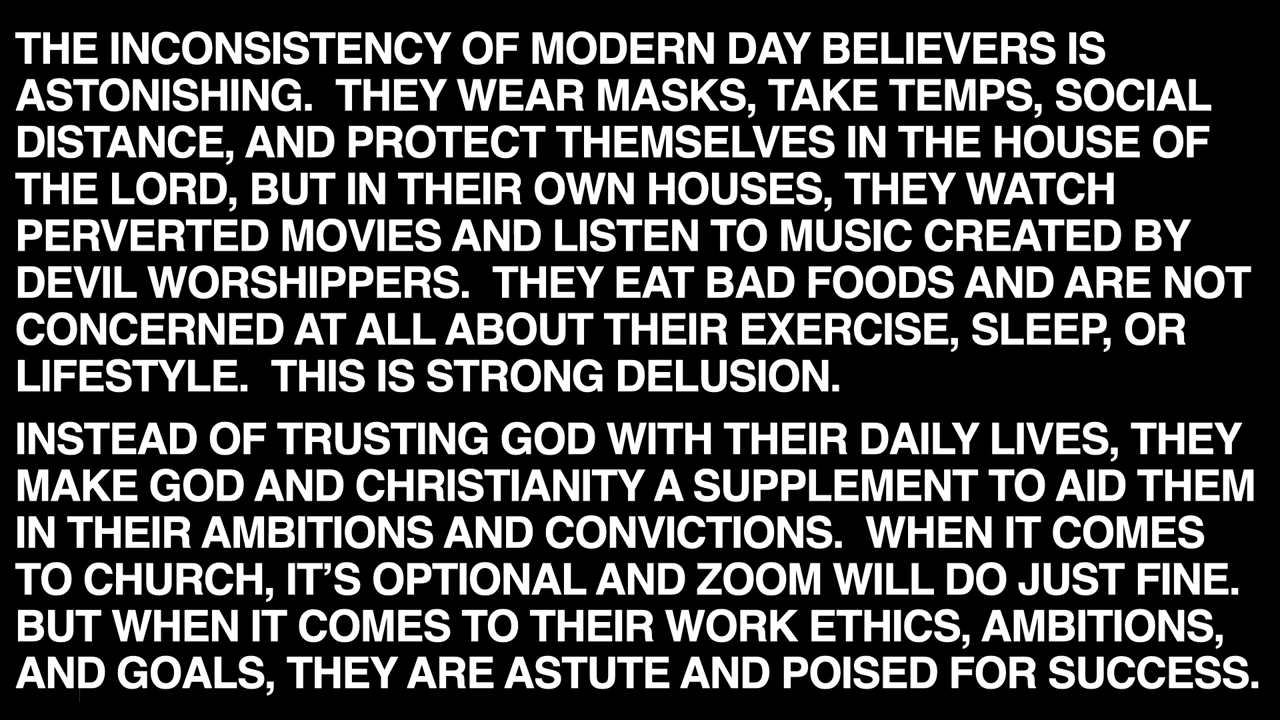 THE INCONSISTENCY OF MODERN DAY BELIEVERS IS
ASTONISHING.  THEY WEAR MASKS, TAKE TEMPS, SOCIAL
DISTANCE, AND PROTECT THEMSELVES IN THE HOUSE OF
THE LORD, BUT IN THEIR OWN HOUSES, THEY WATCH
PERVERTED MOVIES AND LISTEN TO MUSIC CREATED BY
DEVIL WORSHIPPERS.  THEY EAT BAD FOODS AND ARE NOT
CONCERNED AT ALL ABOUT THEIR EXERCISE, SLEEP, OR
LIFESTYLE.  THIS IS STRONG DELUSION.
INSTEAD OF TRUSTING GOD WITH THEIR DAILY LIVES, THEY
MAKE GOD AND CHRISTIANITY A SUPPLEMENT TO AID THEM
IN THEIR AMBITIONS AND CONVICTIONS.  WHEN IT COMES
TO CHURCH, IT’S OPTIONAL AND ZOOM WILL DO JUST FINE.
BUT WHEN IT COMES TO THEIR WORK ETHICS, AMBITIONS,
AND GOALS, THEY ARE ASTUTE AND POISED FOR SUCCESS.